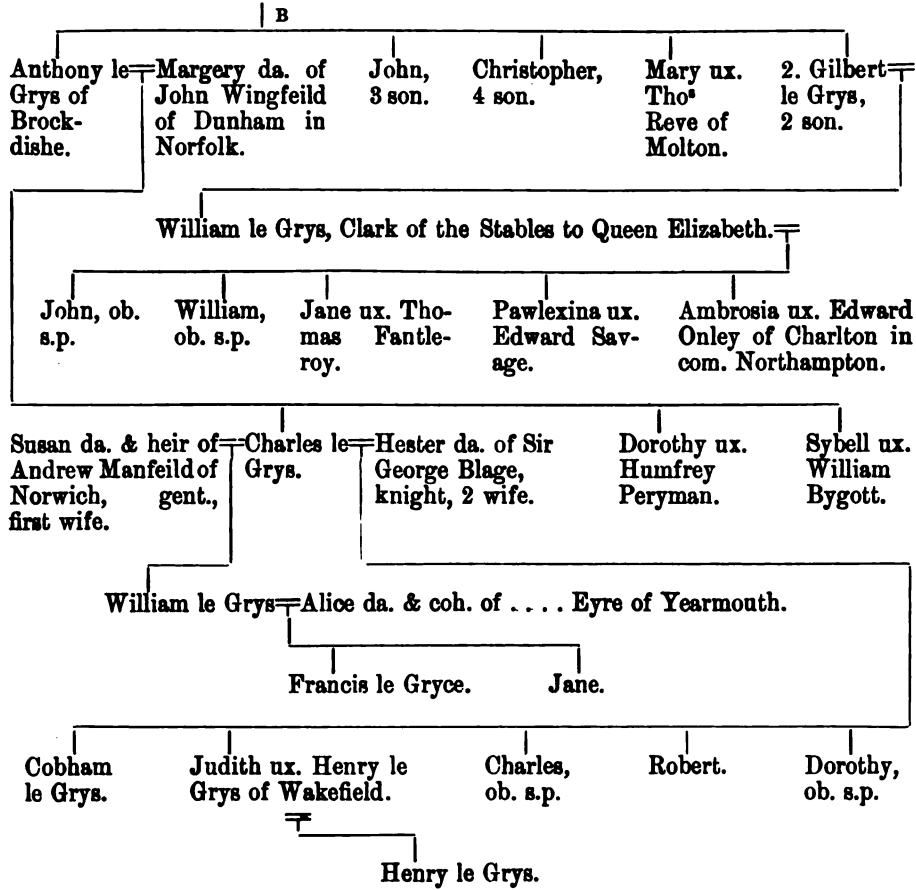 B
Anthony le
Grys of
Brock-
dishe.
Margery da. of
John Wingfeild
of Dunham in
Norfolk.
John,
3 son.
Christopher,
4 son.
Mary ux.
Thoˢ
Reve of
Molton.
2. Gilbert
le Grys,
2 son.
William le Grys, Clark of the Stables to Queen Elizabeth.
John, ob.
s.p.
William,
ob. s.p.
Jane ux. Tho-
mas Fantle-
roy.
Pawlexina ux.
Edward Sav-
age.
Ambrosia ux. Edward
Onley of Charlton in
com. Northampton.
Susan da. & heir of
Andrew Manfeild of
Norwich, gent.,
first wife.
Charles le
Grys.
Hester da. of Sir
George Blage,
knight, 2 wife.
Dorothy ux.
Humfrey
Peryman.
Sybell ux.
William
Bygott.
William le Grys
Alice da. & coh. of . . . . Eyre of Yearmouth.
Francis le Gryce.
Jane.
Cobham
le Grys.
Judith ux. Henry le
Grys of Wakefield.
Charles,
ob. s.p.
Robert.
Dorothy,
ob. s.p.
Henry le Grys.